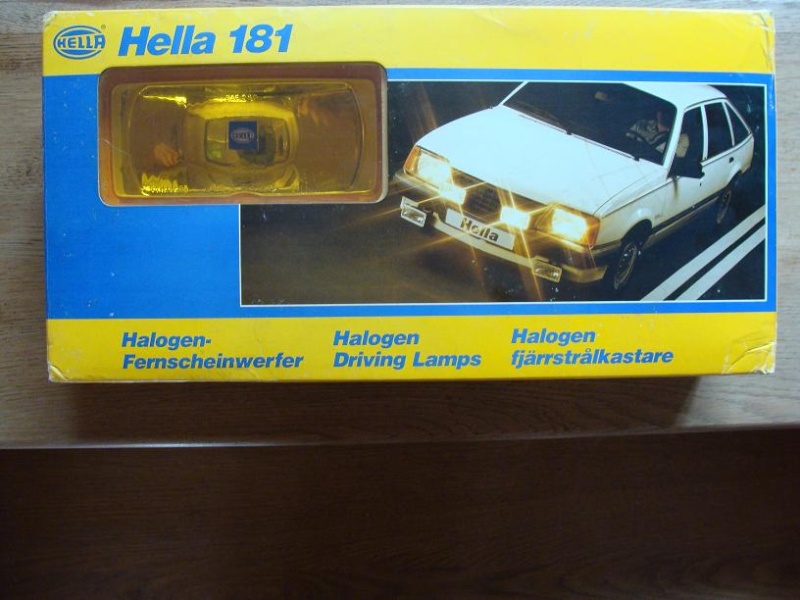 HELLA
Hella 181
HELLA
Hella
Halogen-
Fernscheinwerfer
Halogen
Driving Lamps
Halogen
fjärrstrålkastare